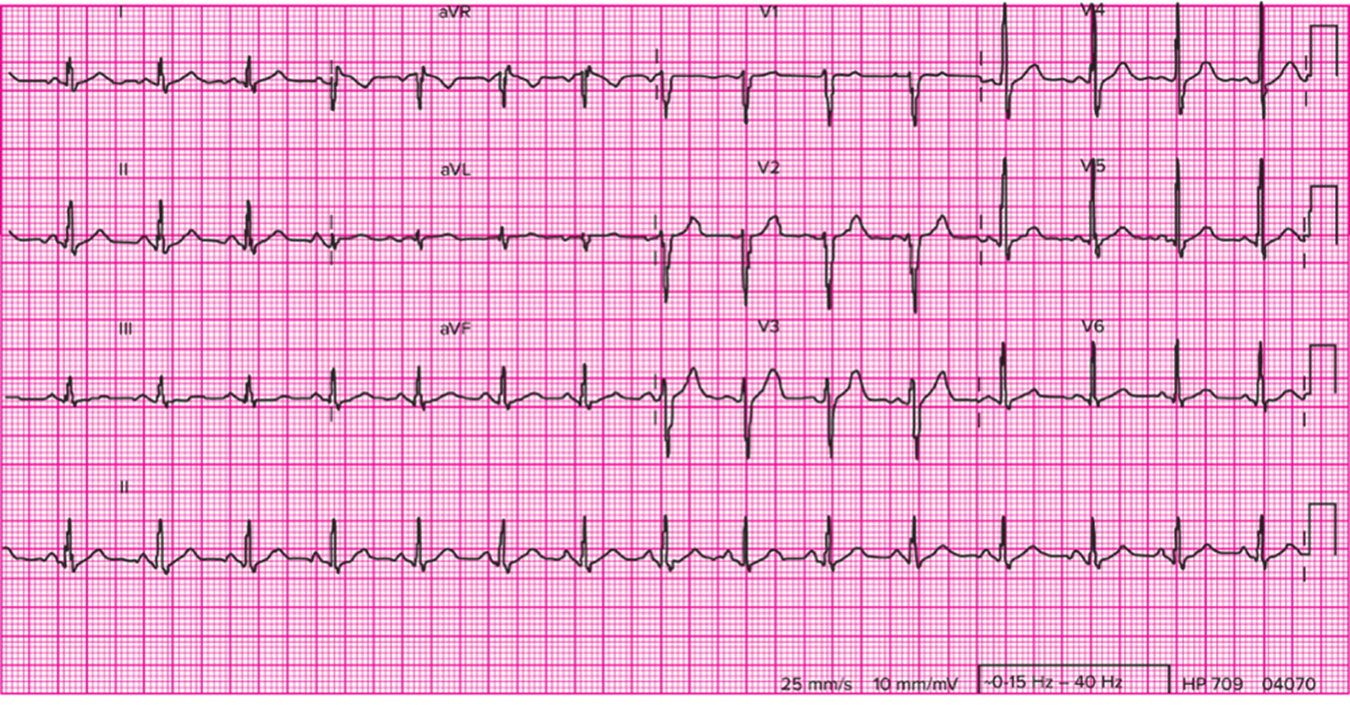 I aVR V1 V4
II aVL V2 V5
III aVF V3 V6
II
25 mm/s 10 mm/mV ~0-15 Hz – 40 Hz HP 709 04070